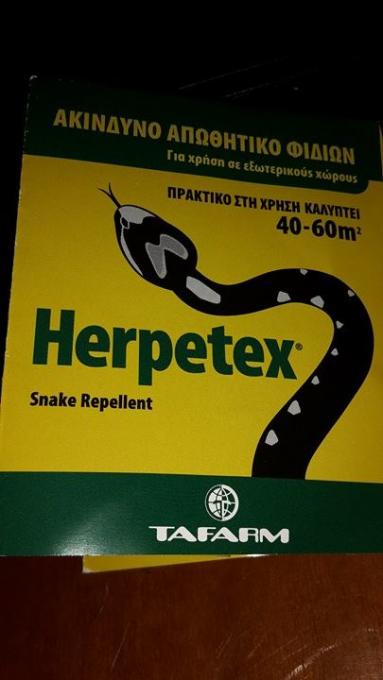 ΑΚΙΝΔΥΝΟ ΑΠΩΘΗΤΙΚΟ ΦΙΔΙΩΝ
Για χρήση σε εξωτερικούς χώρους
ΠΡΑΚΤΙΚΟ ΣΤΗ ΧΡΗΣΗ ΚΑΛΥΠΤΕΙ
40-60m²
Herpetex®
Snake Repellent
TAFARM